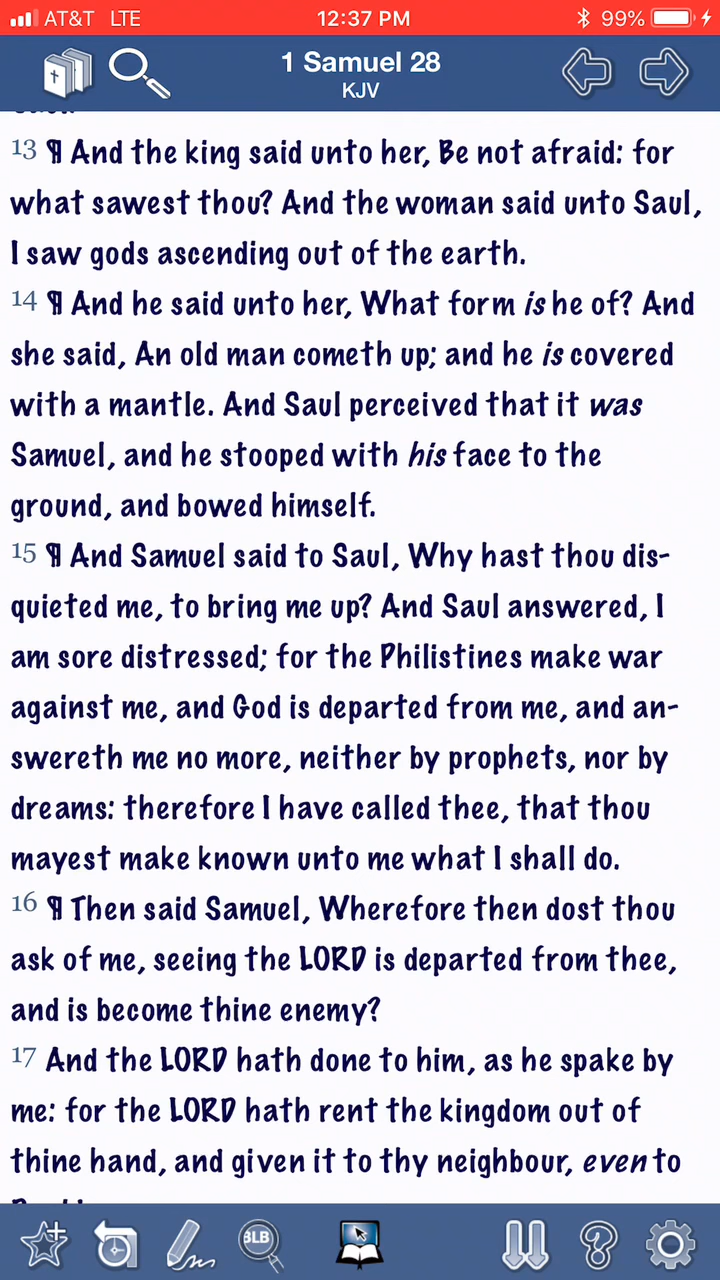 AT&T LTE 12:37 PM 99%
1 Samuel 28
KJV
13 ¶ And the king said unto her, Be not afraid: for
what sawest thou? And the woman said unto Saul,
I saw gods ascending out of the earth.
14 ¶ And he said unto her, What form is he of? And
she said, An old man cometh up; and he is covered
with a mantle. And Saul perceived that it was
Samuel, and he stooped with his face to the
ground, and bowed himself.
15 ¶ And Samuel said to Saul, Why hast thou dis-
quieted me, to bring me up? And Saul answered, I
am sore distressed; for the Philistines make war
against me, and God is departed from me, and an-
swereth me no more, neither by prophets, nor by
dreams: therefore I have called thee, that thou
mayest make known unto me what I shall do.
16 ¶ Then said Samuel, Wherefore then dost thou
ask of me, seeing the LORD is departed from thee,
and is become thine enemy?
17 And the LORD hath done to him, as he spake by
me: for the LORD hath rent the kingdom out of
thine hand, and given it to thy neighbour, even to
BLB